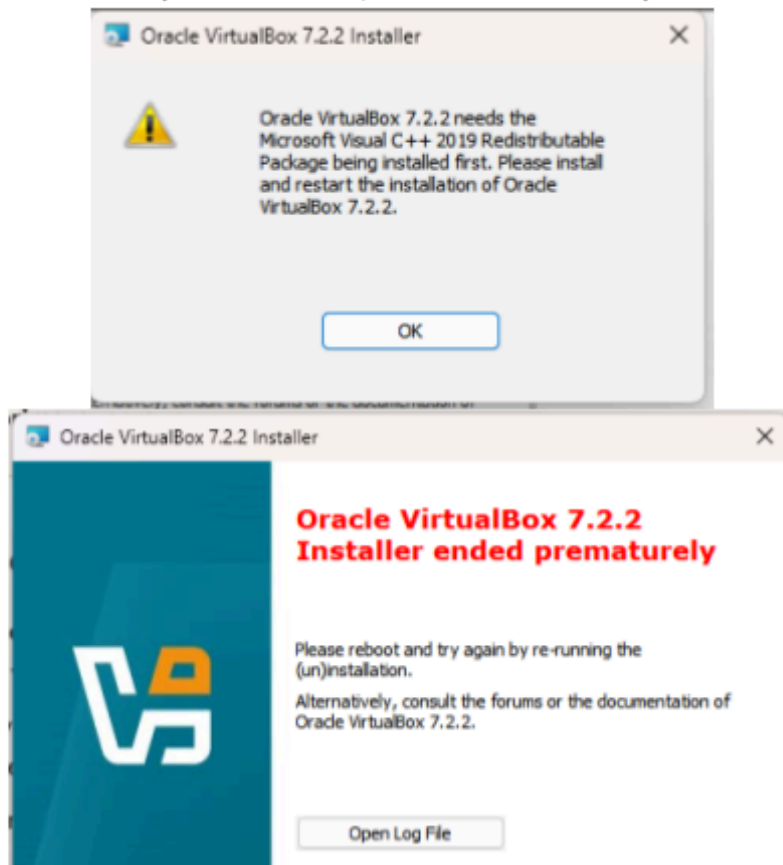 Oracle VirtualBox 7.2.2 Installer
Oracle VirtualBox 7.2.2 needs the
Microsoft Visual C++ 2019 Redistributable
Package being installed first. Please install
and restart the installation of Oracle
VirtualBox 7.2.2.
OK
Oracle VirtualBox 7.2.2 Installer
Oracle VirtualBox 7.2.2
Installer ended prematurely
Please reboot and try again by re-running the
(un)installation.
Alternatively, consult the forums or the documentation of
Oracle VirtualBox 7.2.2.
Open Log File